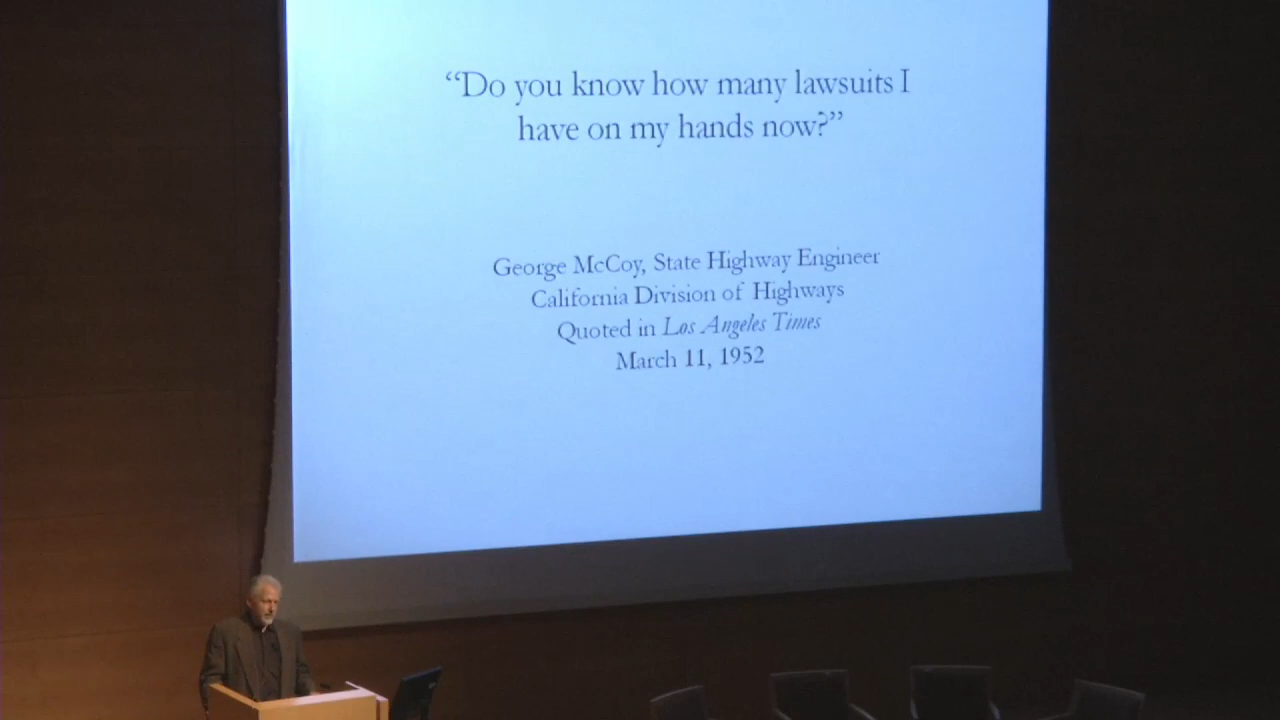 “Do you know how many lawsuits I
have on my hands now?”
George McCoy, State Highway Engineer
California Division of Highways
Quoted in Los Angeles Times
March 11, 1952